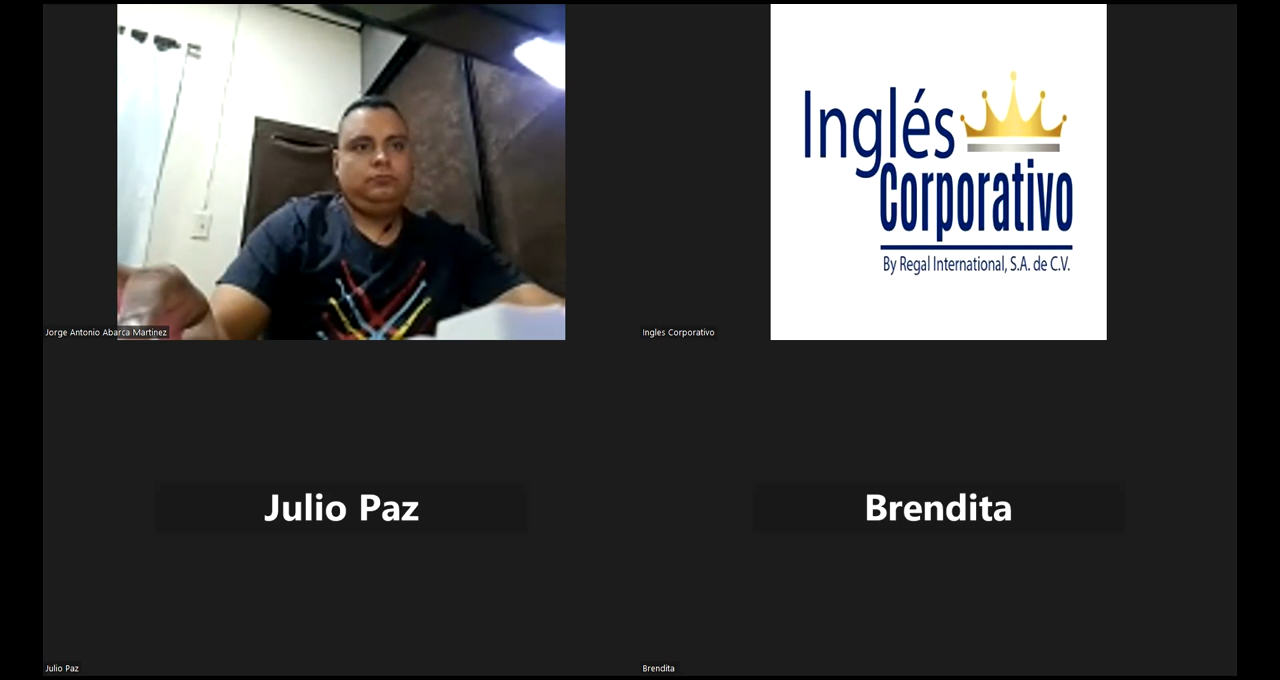 Inglés
Corporativo
By Regal International, S.A. de C.V.
Jorge Antonio Abarca Martinez
Ingles Corporativo
Julio Paz
Brendita
Julio Paz
Brendita